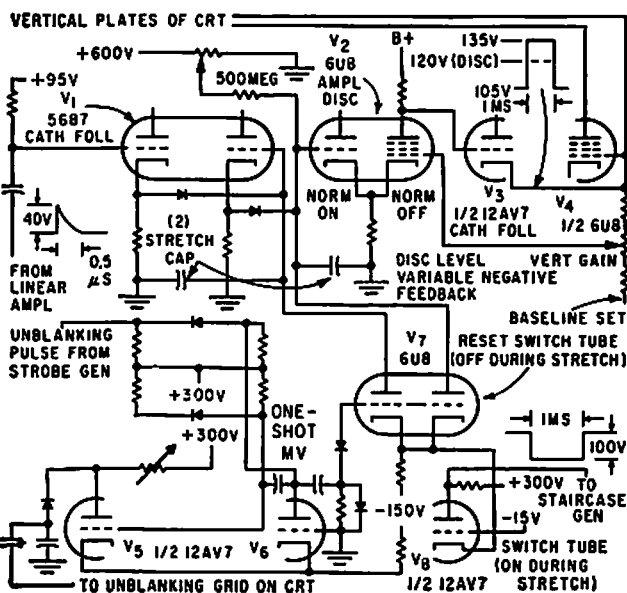 VERTICAL PLATES OF CRT
+600V
V2
6U8
AMPL
DISC
B+
135V
120V (DISC)
105V
1MS
+95V
500MEG
V1
5687
CATH FOLL
NORM
ON
NORM
OFF
V3
1/2 12AV7
CATH FOLL
V4
1/2 6U8
40V
0.5
μS
FROM
LINEAR
AMPL
(2)
STRETCH
CAP
DISC LEVEL
VARIABLE NEGATIVE
FEEDBACK
VERT GAIN
BASELINE SET
UNBLANKING
PULSE FROM
STROBE GEN
+300V
+300V
ONE-
SHOT
MV
V7
6U8
RESET SWITCH TUBE
(OFF DURING STRETCH)
1MS
100V
+300V
TO
STAIRCASE
GEN
-150V
-15V
V5 1/2 12AV7
V6
V8
1/2 12AV7
SWITCH TUBE
(ON DURING
STRETCH)
TO UNBLANKING GRID ON CRT